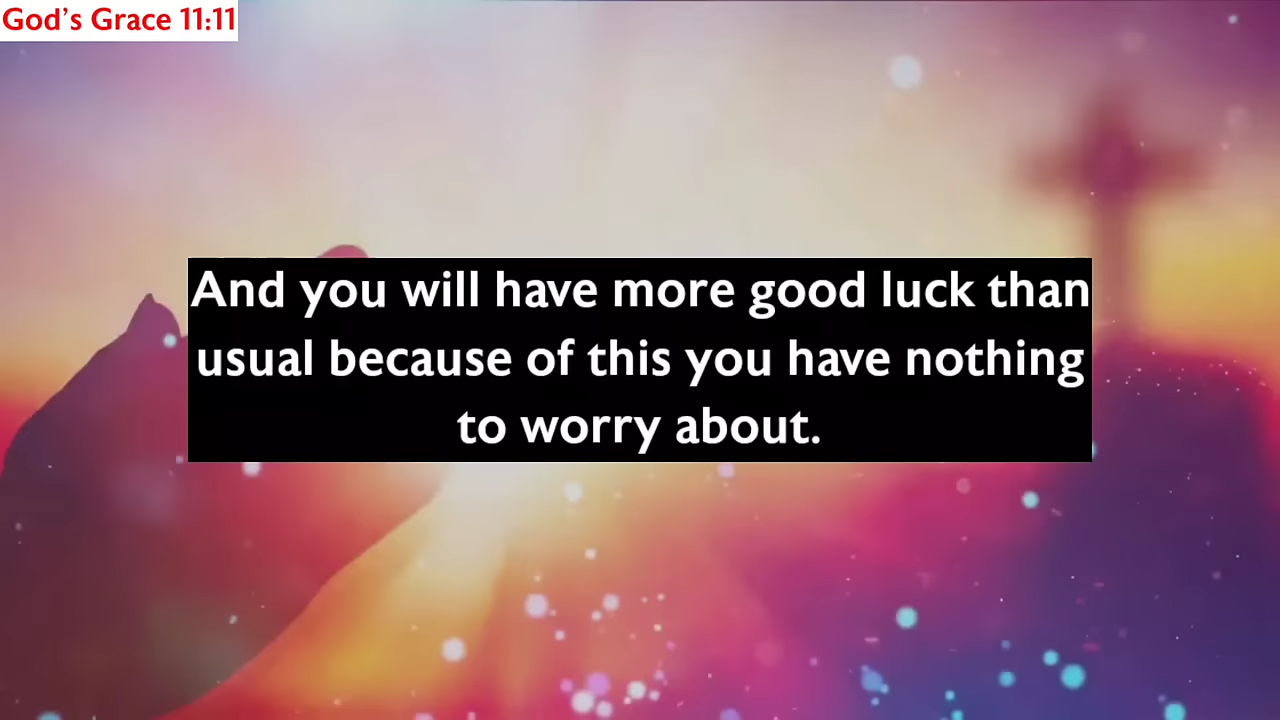 God's Grace 11:11
And you will have more good luck than
usual because of this you have nothing
to worry about.